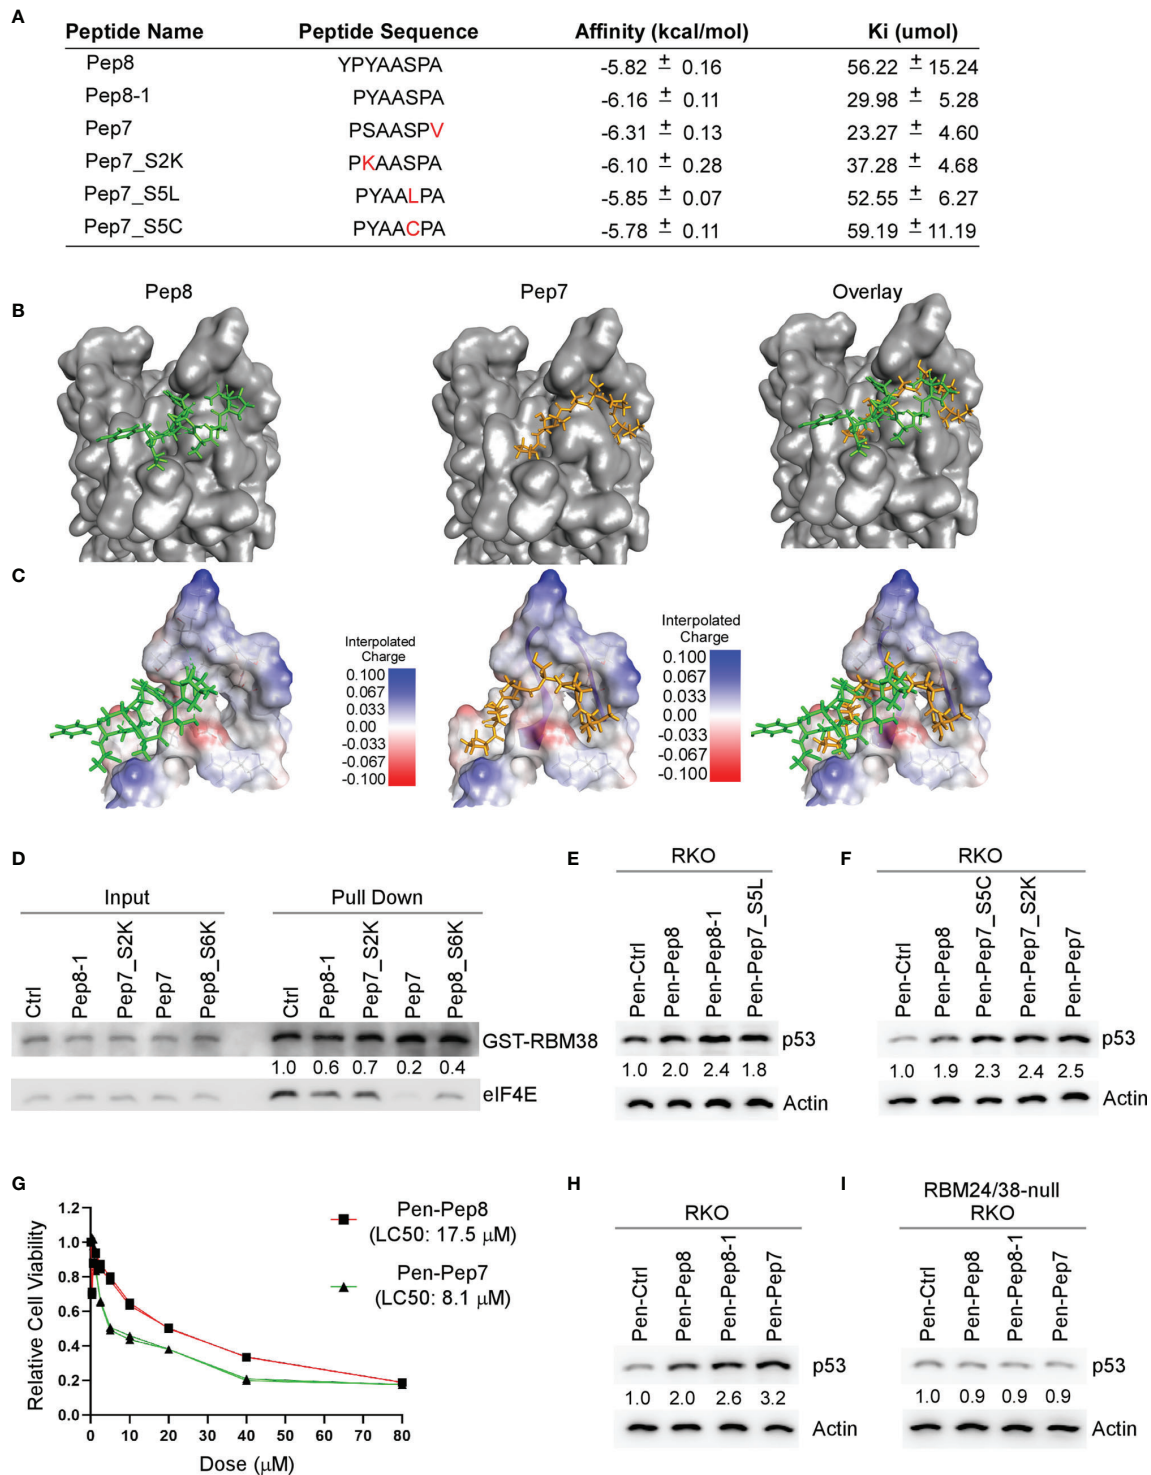 A
Peptide Name Peptide Sequence Affinity (kcal/mol) Ki (umol)
Pep8 YPYAASPA -5.82 ± 0.16 56.22 ± 15.24
Pep8-1 PYAASPA -6.16 ± 0.11 29.98 ± 5.28
Pep7 PSAASPV -6.31 ± 0.13 23.27 ± 4.60
Pep7_S2K PKAASPA -6.10 ± 0.28 37.28 ± 4.68
Pep7_S5L PYAALPA -5.85 ± 0.07 52.55 ± 6.27
Pep7_S5C PYAACPA -5.78 ± 0.11 59.19 ± 11.19
B
Pep8 Pep7 Overlay
C
Interpolated
Charge
0.100
0.067
0.033
0.00
-0.033
-0.067
-0.100
Interpolated
Charge
0.100
0.067
0.033
0.00
-0.033
-0.067
-0.100
D
Input Pull Down
Ctrl Pep8-1 Pep7_S2K Pep7 Pep8_S6K Ctrl Pep8-1 Pep7_S2K Pep7 Pep8_S6K
GST-RBM38
1.0 0.6 0.7 0.2 0.4
eIF4E
E
RKO
Pen-Ctrl Pen-Pep8 Pen-Pep8-1 Pen-Pep7_S5L
p53
1.0 2.0 2.4 1.8
Actin
F
RKO
Pen-Ctrl Pen-Pep8 Pen-Pep7_S5C Pen-Pep7_S2K Pen-Pep7
p53
1.0 1.9 2.3 2.4 2.5
Actin
G
Relative Cell Viability
1.2
1.0
0.8
0.6
0.4
0.2
0.0
0 10 20 30 40 50 60 70 80
Dose (µM)
Pen-Pep8
(LC50: 17.5 µM)
Pen-Pep7
(LC50: 8.1 µM)
H
RKO
Pen-Ctrl Pen-Pep8 Pen-Pep8-1 Pen-Pep7
p53
1.0 2.0 2.6 3.2
Actin
I
RBM24/38-null
RKO
Pen-Ctrl Pen-Pep8 Pen-Pep8-1 Pen-Pep7
p53
1.0 0.9 0.9 0.9
Actin